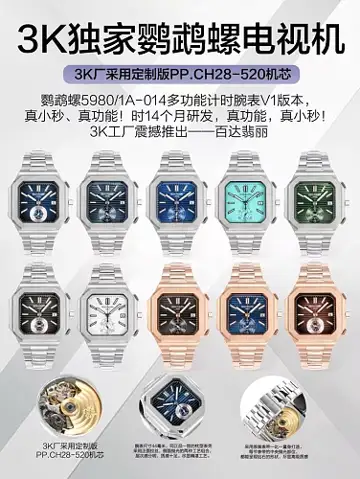 3K独家鹦鹉螺电视机
3K厂采用定制版PP.CH28-520机芯
鹦鹉螺5980/1A-014多功能计时腕表V1版本，
真小秒、真功能！时14个月研发，真功能，真小秒！
3K工厂震撼推出——百达翡丽
3K厂采用定制版
PP.CH28-520机芯